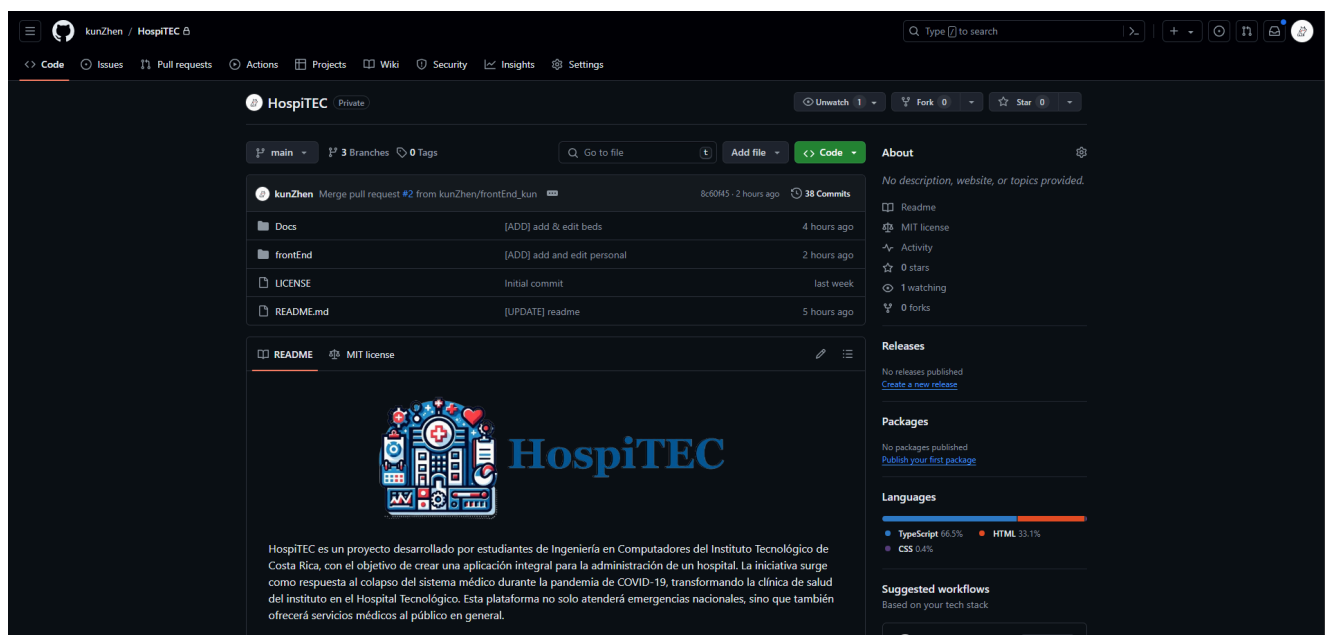 kunZhen / HospiTEC
Type / to search
Code Issues Pull requests Actions Projects Wiki Security Insights Settings
HospiTEC Private
Unwatch 1 Fork 0 Star 0
main 3 Branches 0 Tags Go to file t Add file Code
kunZhen Merge pull request #2 from kunZhen/frontEnd_kun 8c60f45 · 2 hours ago 38 Commits
Docs [ADD] add & edit beds 4 hours ago
frontEnd [ADD] add and edit personal 2 hours ago
LICENSE Initial commit last week
README.md [UPDATE] readme 5 hours ago
README MIT license
HospiTEC
HospiTEC es un proyecto desarrollado por estudiantes de Ingeniería en Computadores del Instituto Tecnológico de
Costa Rica, con el objetivo de crear una aplicación integral para la administración de un hospital. La iniciativa surge
como respuesta al colapso del sistema médico durante la pandemia de COVID-19, transformando la clínica de salud
del instituto en el Hospital Tecnológico. Esta plataforma no solo atenderá emergencias nacionales, sino que también
ofrecerá servicios médicos al público en general.
About
No description, website, or topics provided.
Readme
MIT license
Activity
0 stars
1 watching
0 forks
Releases
No releases published
Create a new release
Packages
No packages published
Publish your first package
Languages
TypeScript 66.5% HTML 33.1%
CSS 0.4%
Suggested workflows
Based on your tech stack